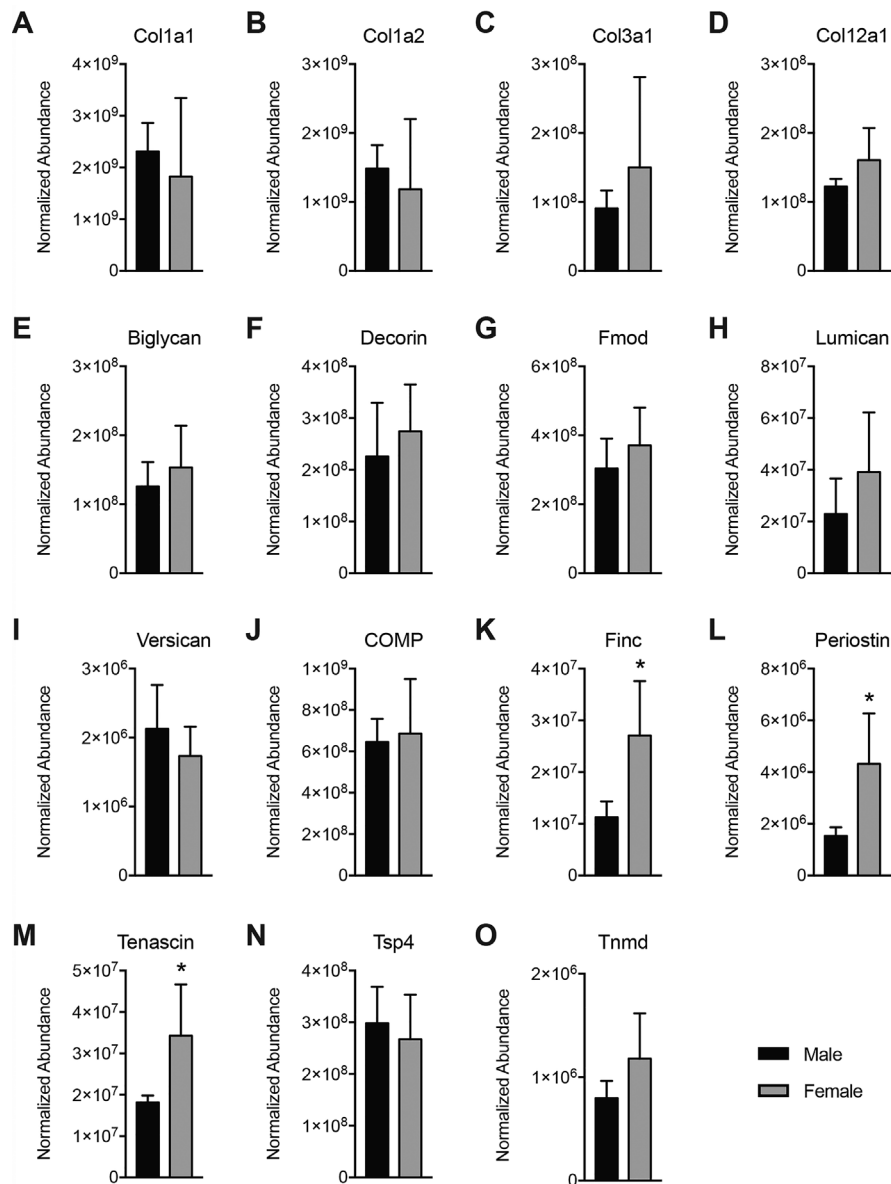 A Col1a1
Normalized Abundance
4×10⁹
3×10⁹
2×10⁹
1×10⁹
0
B Col1a2
Normalized Abundance
3×10⁹
2×10⁹
1×10⁹
0
C Col3a1
Normalized Abundance
3×10⁸
2×10⁸
1×10⁸
0
D Col12a1
Normalized Abundance
3×10⁸
2×10⁸
1×10⁸
0
E Biglycan
Normalized Abundance
3×10⁸
2×10⁸
1×10⁸
0
F Decorin
Normalized Abundance
4×10⁸
3×10⁸
2×10⁸
1×10⁸
0
G Fmod
Normalized Abundance
6×10⁸
4×10⁸
2×10⁸
0
H Lumican
Normalized Abundance
8×10⁷
6×10⁷
4×10⁷
2×10⁷
0
I Versican
Normalized Abundance
3×10⁶
2×10⁶
1×10⁶
0
J COMP
Normalized Abundance
1×10⁹
8×10⁸
6×10⁸
4×10⁸
2×10⁸
0
K Finc
Normalized Abundance
4×10⁷
3×10⁷
2×10⁷
1×10⁷
0
*
L Periostin
Normalized Abundance
8×10⁶
6×10⁶
4×10⁶
2×10⁶
0
*
M Tenascin
Normalized Abundance
5×10⁷
4×10⁷
3×10⁷
2×10⁷
1×10⁷
0
*
N Tsp4
Normalized Abundance
4×10⁸
3×10⁸
2×10⁸
1×10⁸
0
O Tnmd
Normalized Abundance
2×10⁶
1×10⁶
0
Male
Female